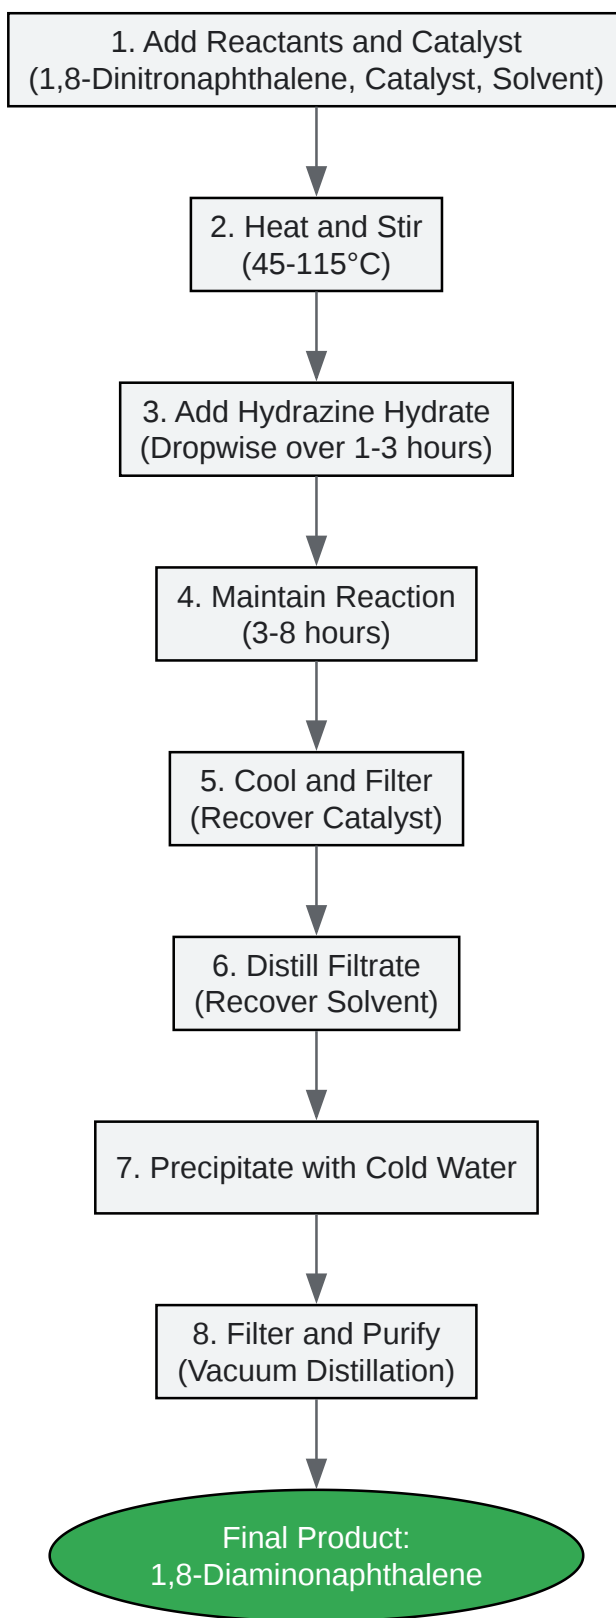 1. Add Reactants and Catalyst
(1,8-Dinitronaphthalene, Catalyst, Solvent)
2. Heat and Stir
(45-115°C)
3. Add Hydrazine Hydrate
(Dropwise over 1-3 hours)
4. Maintain Reaction
(3-8 hours)
5. Cool and Filter
(Recover Catalyst)
6. Distill Filtrate
(Recover Solvent)
7. Precipitate with Cold Water
8. Filter and Purify
(Vacuum Distillation)
Final Product:
1,8-Diaminonaphthalene